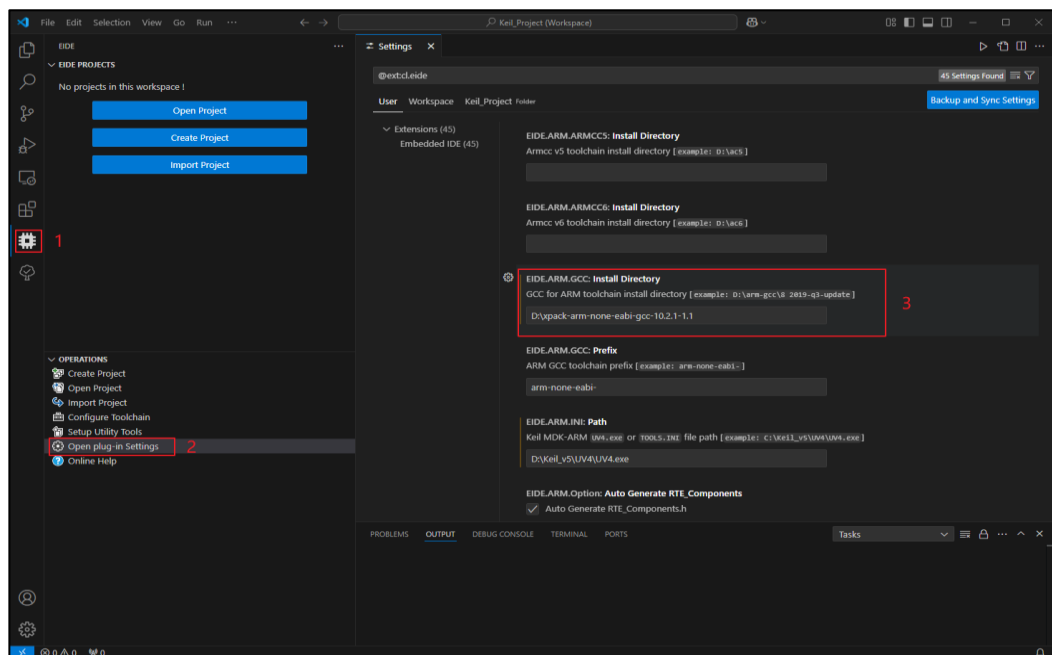 File Edit Selection View Go Run ...
Keil_Project (Workspace)
EIDE
EIDE PROJECTS
No projects in this workspace !
Open Project
Create Project
Import Project
1
OPERATIONS
Create Project
Open Project
Import Project
Configure Toolchain
Setup Utility Tools
Open plug-in Settings
2
Online Help
Settings
@ext:cl.eide
45 Settings Found
User Workspace Keil_Project Folder
Backup and Sync Settings
Extensions (45)
Embedded IDE (45)
EIDE.ARM.ARMCC5: Install Directory
Armcc v5 toolchain install directory [example: D:\ac5]
EIDE.ARM.ARMCC6: Install Directory
Armcc v6 toolchain install directory [example: D:\ac6]
EIDE.ARM.GCC: Install Directory
GCC for ARM toolchain install directory [example: D:\arm-gcc\8 2019-q3-update]
D:\xpack-arm-none-eabi-gcc-10.2.1-1.1
3
EIDE.ARM.GCC: Prefix
ARM GCC toolchain prefix [example: arm-none-eabi-]
arm-none-eabi-
EIDE.ARM.INI: Path
Keil MDK-ARM UV4.exe or TOOLS.INI file path [example: C:\Keil_v5\UV4\UV4.exe]
D:\Keil_v5\UV4\UV4.exe
EIDE.ARM.Option: Auto Generate RTE_Components
Auto Generate RTE_Components.h
PROBLEMS OUTPUT DEBUG CONSOLE TERMINAL PORTS
Tasks
0 0 0